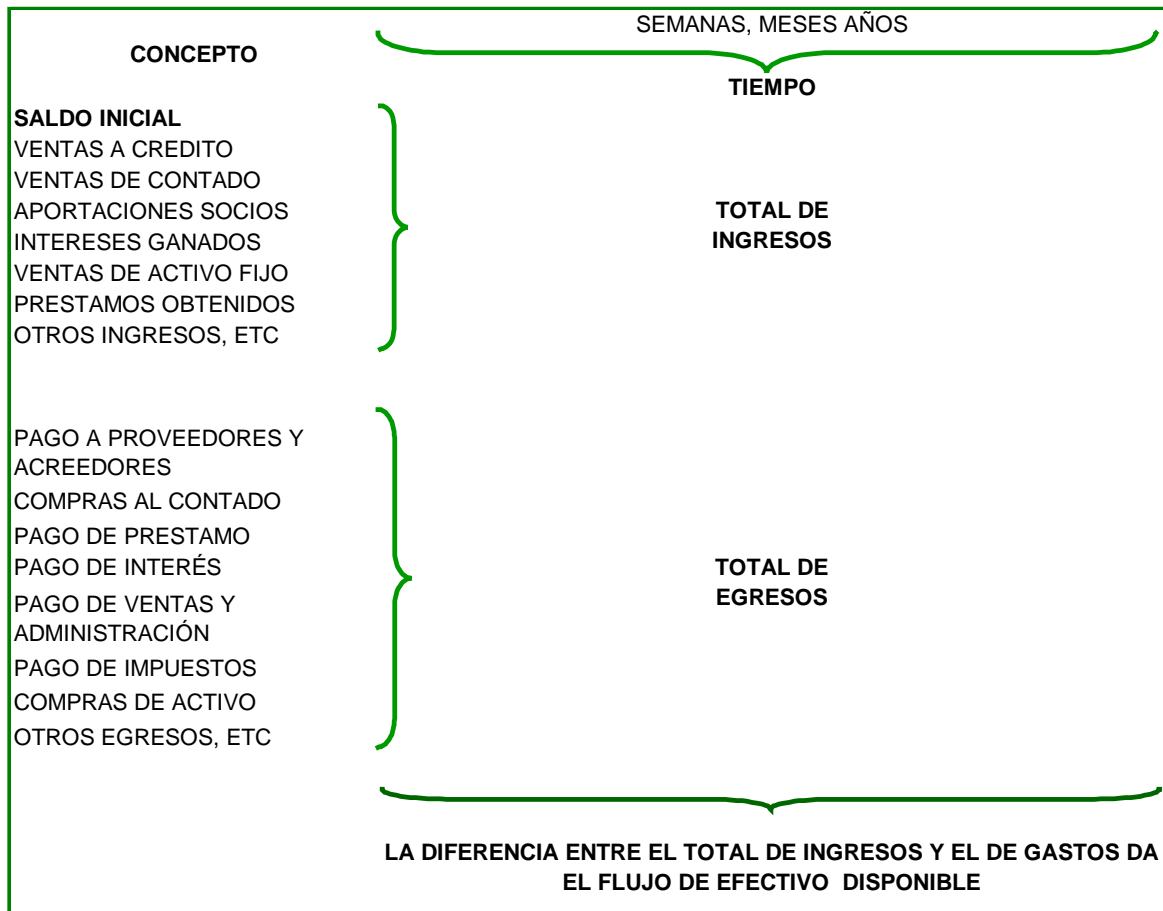 SEMANAS, MESES AÑOS
CONCEPTO
TIEMPO
SALDO INICIAL
VENTAS A CREDITO
VENTAS DE CONTADO
APORTACIONES SOCIOS
INTERESES GANADOS
VENTAS DE ACTIVO FIJO
PRESTAMOS OBTENIDOS
OTROS INGRESOS, ETC
TOTAL DE
INGRESOS
PAGO A PROVEEDORES Y
ACREEDORES
COMPRAS AL CONTADO
PAGO DE PRESTAMO
PAGO DE INTERÉS
PAGO DE VENTAS Y
ADMINISTRACIÓN
PAGO DE IMPUESTOS
COMPRAS DE ACTIVO
OTROS EGRESOS, ETC
TOTAL DE
EGRESOS
LA DIFERENCIA ENTRE EL TOTAL DE INGRESOS Y EL DE GASTOS DA
EL FLUJO DE EFECTIVO DISPONIBLE